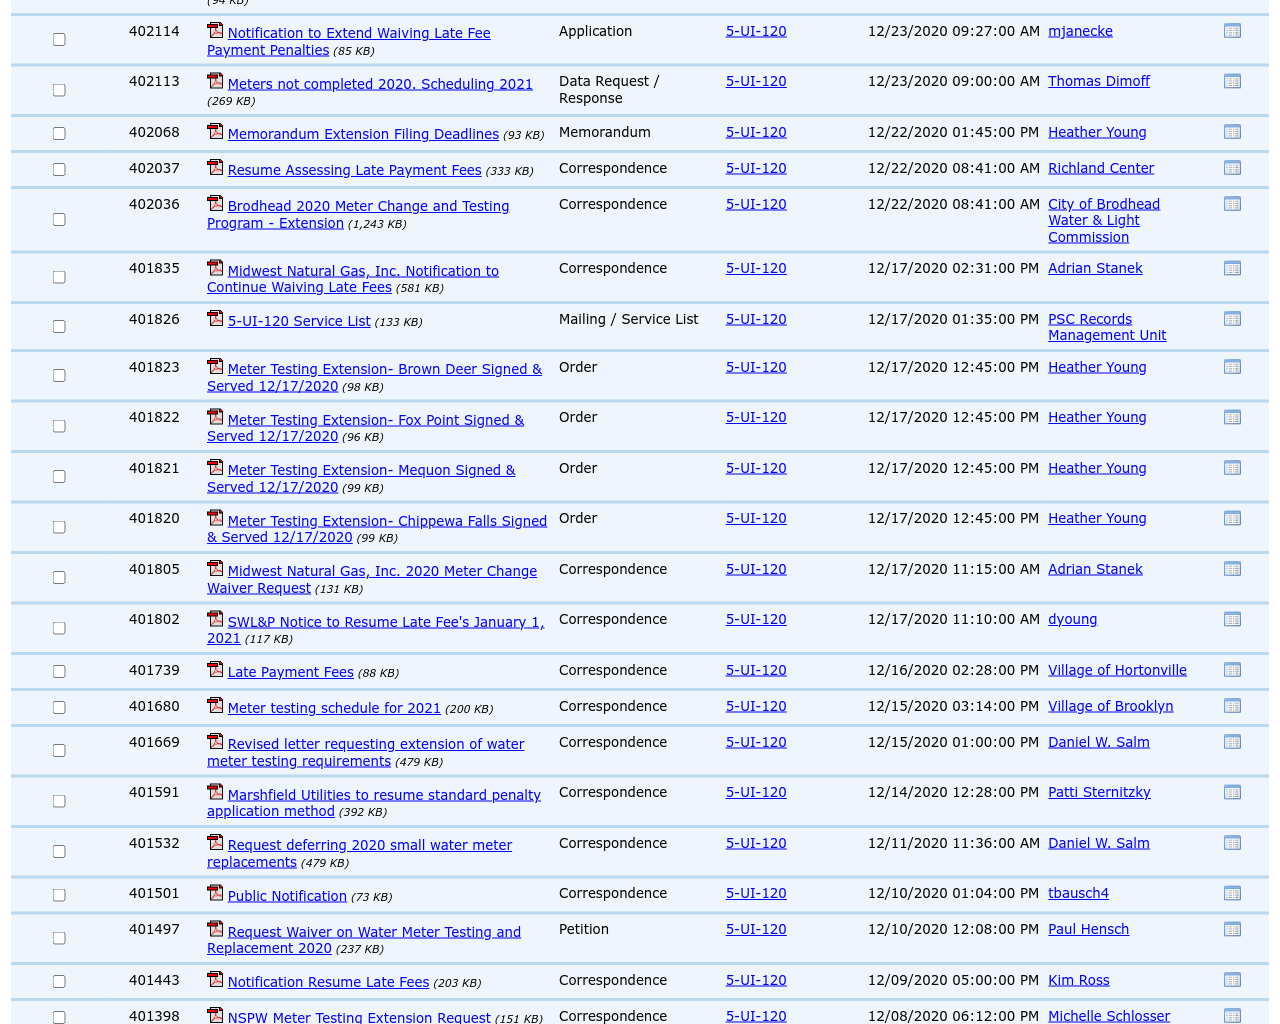 (94 KB)
402114 Notification to Extend Waiving Late Fee Application 5-UI-120 12/23/2020 09:27:00 AM mjanecke
Payment Penalties (85 KB)
402113 Meters not completed 2020. Scheduling 2021 Data Request / 5-UI-120 12/23/2020 09:00:00 AM Thomas Dimoff
(269 KB) Response
402068 Memorandum Extension Filing Deadlines (93 KB) Memorandum 5-UI-120 12/22/2020 01:45:00 PM Heather Young
402037 Resume Assessing Late Payment Fees (333 KB) Correspondence 5-UI-120 12/22/2020 08:41:00 AM Richland Center
402036 Brodhead 2020 Meter Change and Testing Correspondence 5-UI-120 12/22/2020 08:41:00 AM City of Brodhead
Program - Extension (1,243 KB) Water & Light
Commission
401835 Midwest Natural Gas, Inc. Notification to Correspondence 5-UI-120 12/17/2020 02:31:00 PM Adrian Stanek
Continue Waiving Late Fees (581 KB)
401826 5-UI-120 Service List (133 KB) Mailing / Service List 5-UI-120 12/17/2020 01:35:00 PM PSC Records
Management Unit
401823 Meter Testing Extension- Brown Deer Signed & Order 5-UI-120 12/17/2020 12:45:00 PM Heather Young
Served 12/17/2020 (98 KB)
401822 Meter Testing Extension- Fox Point Signed & Order 5-UI-120 12/17/2020 12:45:00 PM Heather Young
Served 12/17/2020 (96 KB)
401821 Meter Testing Extension- Mequon Signed & Order 5-UI-120 12/17/2020 12:45:00 PM Heather Young
Served 12/17/2020 (99 KB)
401820 Meter Testing Extension- Chippewa Falls Signed Order 5-UI-120 12/17/2020 12:45:00 PM Heather Young
& Served 12/17/2020 (99 KB)
401805 Midwest Natural Gas, Inc. 2020 Meter Change Correspondence 5-UI-120 12/17/2020 11:15:00 AM Adrian Stanek
Waiver Request (131 KB)
401802 SWL&P Notice to Resume Late Fee's January 1, Correspondence 5-UI-120 12/17/2020 11:10:00 AM dyoung
2021 (117 KB)
401739 Late Payment Fees (88 KB) Correspondence 5-UI-120 12/16/2020 02:28:00 PM Village of Hortonville
401680 Meter testing schedule for 2021 (200 KB) Correspondence 5-UI-120 12/15/2020 03:14:00 PM Village of Brooklyn
401669 Revised letter requesting extension of water Correspondence 5-UI-120 12/15/2020 01:00:00 PM Daniel W. Salm
meter testing requirements (479 KB)
401591 Marshfield Utilities to resume standard penalty Correspondence 5-UI-120 12/14/2020 12:28:00 PM Patti Sternitzky
application method (392 KB)
401532 Request deferring 2020 small water meter Correspondence 5-UI-120 12/11/2020 11:36:00 AM Daniel W. Salm
replacements (479 KB)
401501 Public Notification (73 KB) Correspondence 5-UI-120 12/10/2020 01:04:00 PM tbausch4
401497 Request Waiver on Water Meter Testing and Petition 5-UI-120 12/10/2020 12:08:00 PM Paul Hensch
Replacement 2020 (237 KB)
401443 Notification Resume Late Fees (203 KB) Correspondence 5-UI-120 12/09/2020 05:00:00 PM Kim Ross
401398 NSPW Meter Testing Extension Request (151 KB) Correspondence 5-UI-120 12/08/2020 06:12:00 PM Michelle Schlosser